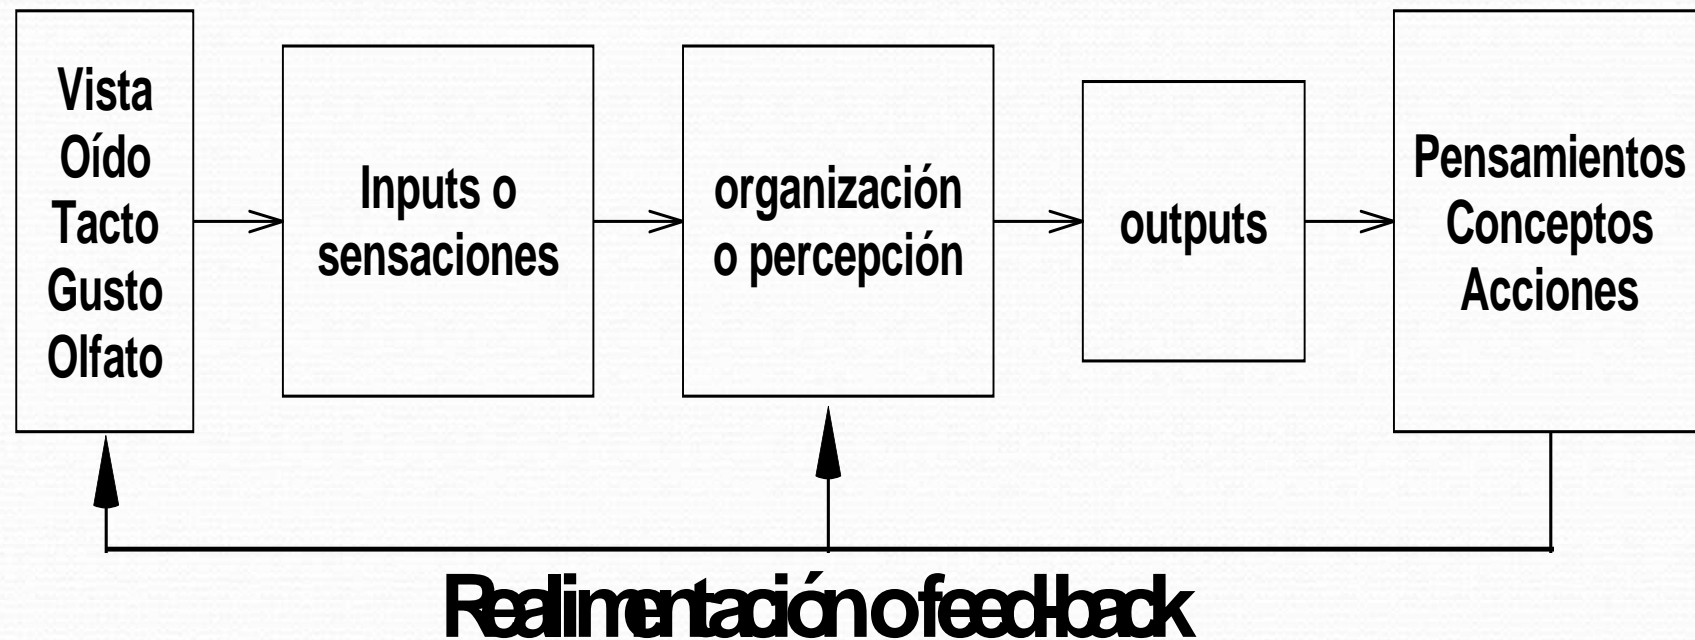 Vista
Oído
Tacto
Gusto
Olfato
Inputs o
sensaciones
organización
o percepción
outputs
Pensamientos
Conceptos
Acciones
Realimentación o feed-back